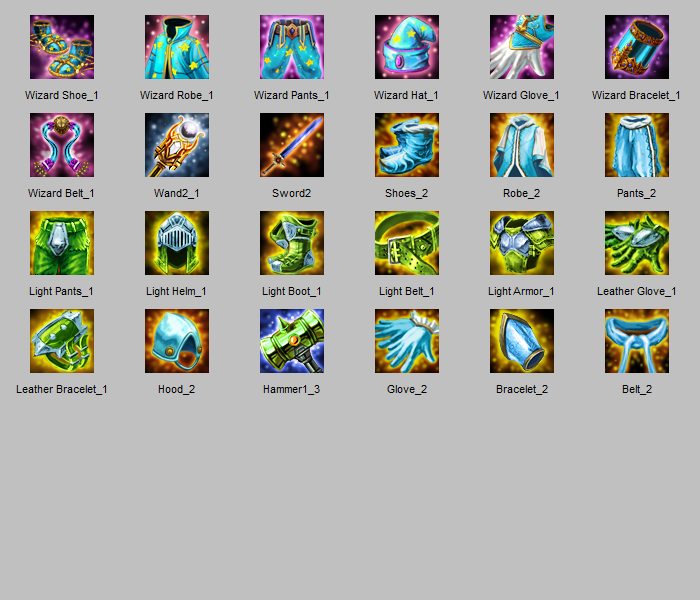 Wizard Shoe_1
Wizard Robe_1
Wizard Pants_1
Wizard Hat_1
Wizard Glove_1
Wizard Bracelet_1
Wizard Belt_1
Wand2_1
Sword2
Shoes_2
Robe_2
Pants_2
Light Pants_1
Light Helm_1
Light Boot_1
Light Belt_1
Light Armor_1
Leather Glove_1
Leather Bracelet_1
Hood_2
Hammer1_3
Glove_2
Bracelet_2
Belt_2